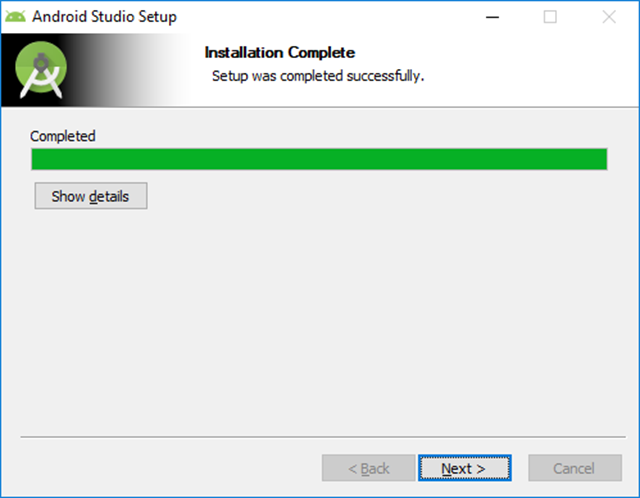 Android Studio Setup
Installation Complete
Setup was completed successfully.
Completed
Show details
< Back Next > Cancel